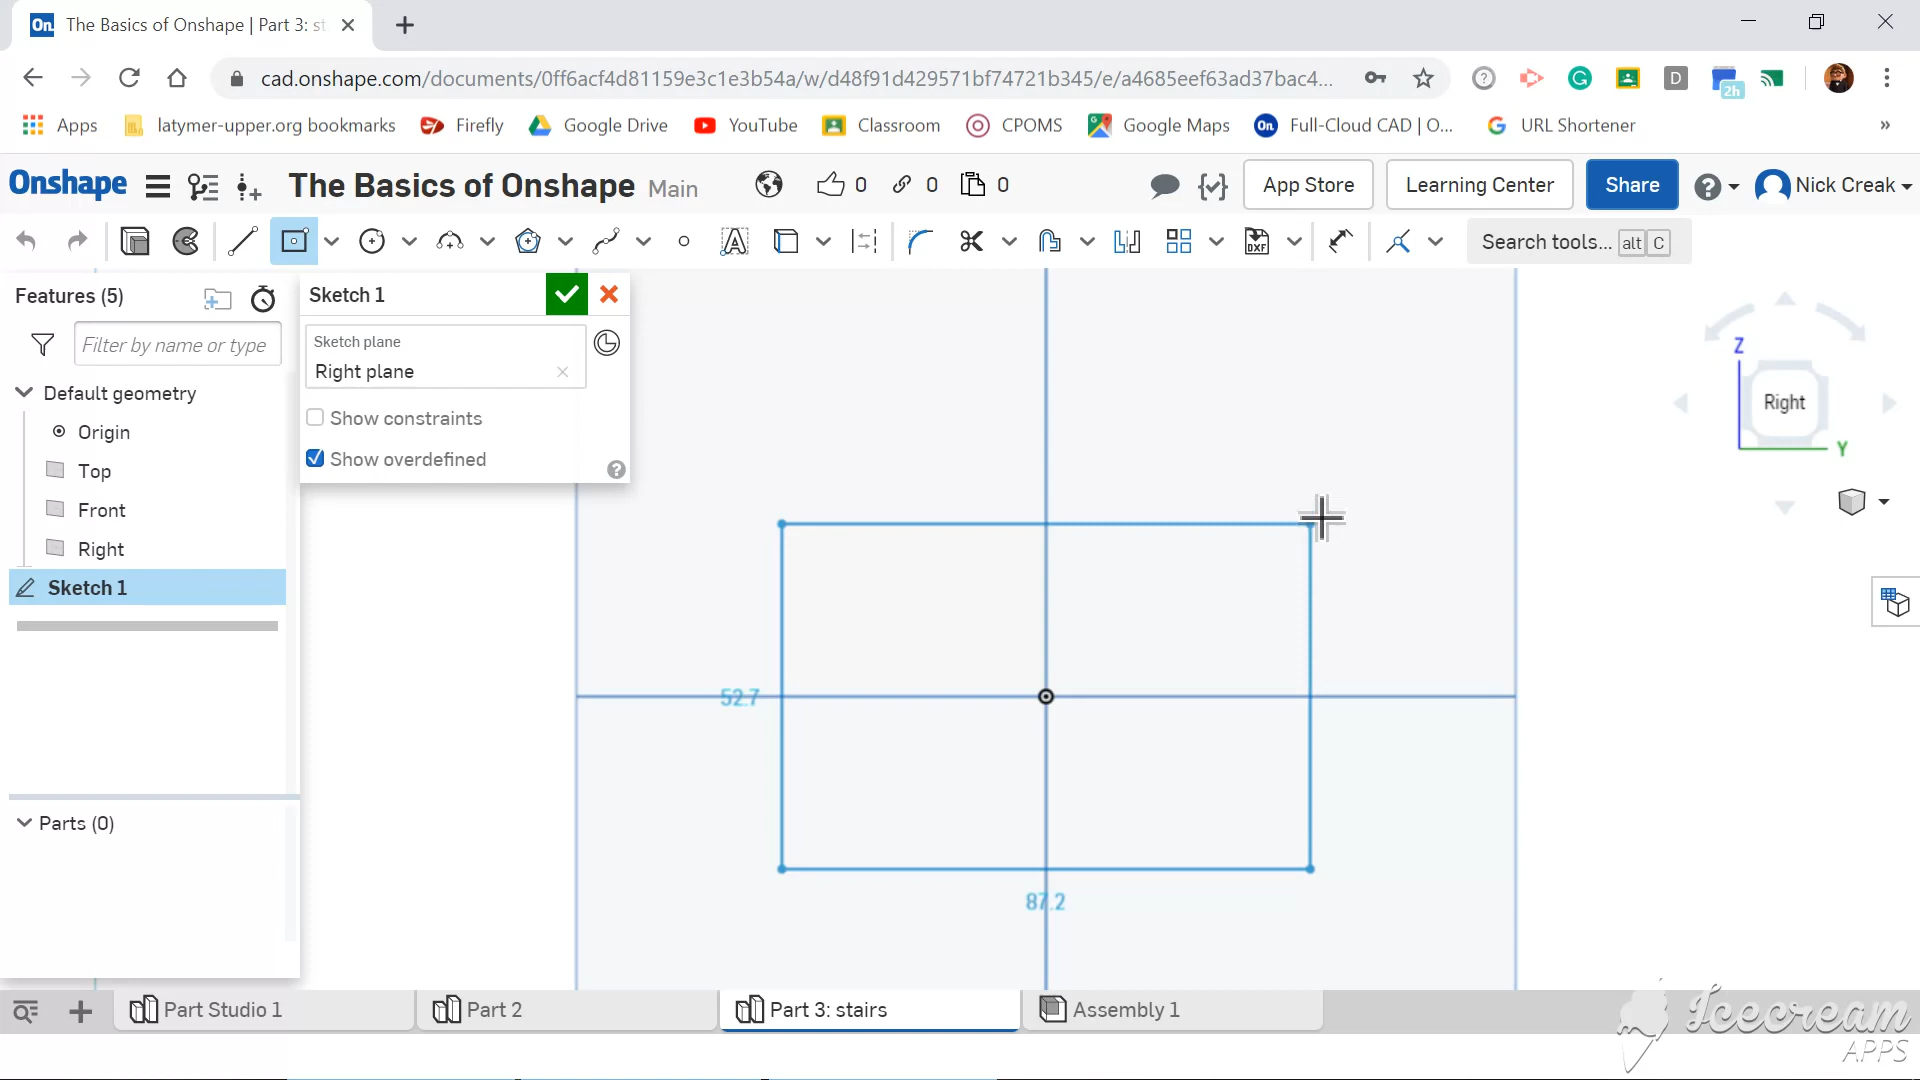 On. The Basics of Onshape | Part 3: st
cad.onshape.com/documents/0ff6acf4d81159e3c1e3b54a/w/d48f91d429571bf74721b345/e/a4685eef63ad37bac4...
D
2h
Apps latymer-upper.org bookmarks Firefly Google Drive YouTube Classroom CPOMS Google Maps On Full-Cloud CAD | O... URL Shortener »
Onshape The Basics of Onshape Main 0 0 0 App Store Learning Center Share Nick Creak
DXF Search tools... alt C
Features (5)
Filter by name or type
Default geometry
Origin
Top
Front
Right
Sketch 1
Parts (0)
Sketch 1
Sketch plane
Right plane
Show constraints
Show overdefined
52.7
87.2
Z
Right
Y
Part Studio 1 Part 2 Part 3: stairs Assembly 1
Icecream
APPS